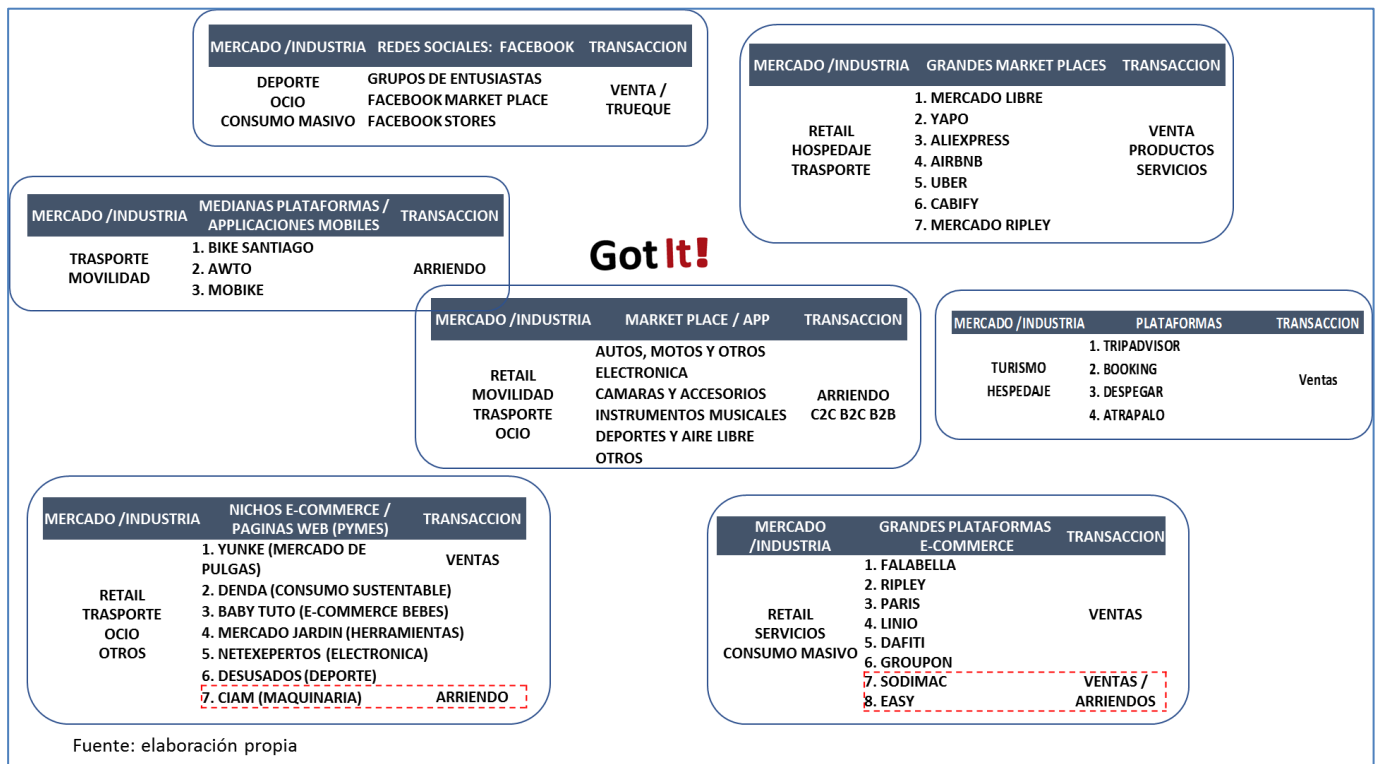 MERCADO /INDUSTRIA REDES SOCIALES: FACEBOOK TRANSACCION
DEPORTE
OCIO
CONSUMO MASIVO
GRUPOS DE ENTUSIASTAS
FACEBOOK MARKET PLACE
FACEBOOK STORES
VENTA /
TRUEQUE
MERCADO /INDUSTRIA GRANDES MARKET PLACES TRANSACCION
RETAIL
HOSPEDAJE
TRASPORTE
1. MERCADO LIBRE
2. YAPO
3. ALIEXPRESS
4. AIRBNB
5. UBER
6. CABIFY
7. MERCADO RIPLEY
VENTA
PRODUCTOS
SERVICIOS
MERCADO /INDUSTRIA
MEDIANAS PLATAFORMAS /
APPLICACIONES MOBILES
TRANSACCION
TRASPORTE
MOVILIDAD
1. BIKE SANTIAGO
2. AWTO
3. MOBIKE
ARRIENDO
Got It!
MERCADO /INDUSTRIA MARKET PLACE / APP TRANSACCION
RETAIL
MOVILIDAD
TRASPORTE
OCIO
AUTOS, MOTOS Y OTROS
ELECTRONICA
CAMARAS Y ACCESORIOS
INSTRUMENTOS MUSICALES
DEPORTES Y AIRE LIBRE
OTROS
ARRIENDO
C2C B2C B2B
MERCADO /INDUSTRIA PLATAFORMAS TRANSACCION
TURISMO
HESPEDAJE
1. TRIPADVISOR
2. BOOKING
3. DESPEGAR
4. ATRAPALO
Ventas
MERCADO /INDUSTRIA
NICHOS E-COMMERCE /
PAGINAS WEB (PYMES)
TRANSACCION
RETAIL
TRASPORTE
OCIO
OTROS
1. YUNKE (MERCADO DE
PULGAS)
2. DENDA (CONSUMO SUSTENTABLE)
3. BABY TUTO (E-COMMERCE BEBES)
4. MERCADO JARDIN (HERRAMIENTAS)
5. NETEXEPERTOS (ELECTRONICA)
6. DESUSADOS (DEPORTE)
7. CIAM (MAQUINARIA)
VENTAS
ARRIENDO
MERCADO
/INDUSTRIA
GRANDES PLATAFORMAS
E-COMMERCE
TRANSACCION
RETAIL
SERVICIOS
CONSUMO MASIVO
1. FALABELLA
2. RIPLEY
3. PARIS
4. LINIO
5. DAFITI
6. GROUPON
7. SODIMAC
8. EASY
VENTAS
VENTAS /
ARRIENDOS
Fuente: elaboración propia